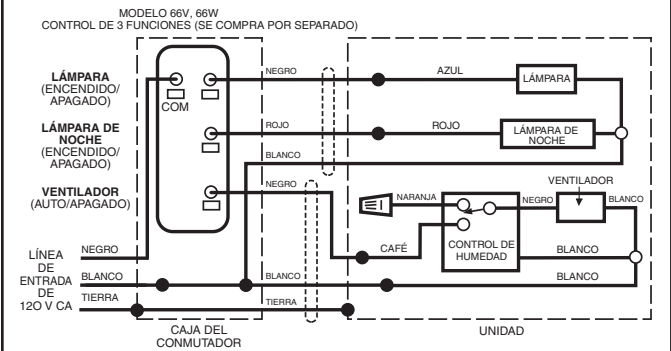 MODELO 66V, 66W
CONTROL DE 3 FUNCIONES (SE COMPRA POR SEPARADO)
LÁMPARA
(ENCENDIDO/
APAGADO)
COM
NEGRO
AZUL
LÁMPARA
LÁMPARA DE
NOCHE
(ENCENDIDO/
APAGADO)
ROJO
ROJO
LÁMPARA DE
NOCHE
BLANCO
VENTILADOR
(AUTO/APAGADO)
NEGRO
NARANJA
NEGRO
VENTILADOR
BLANCO
CAFÉ
CONTROL DE
HUMEDAD
BLANCO
LÍNEA
DE
ENTRADA
DE
120 V CA
NEGRO
BLANCO
TIERRA
BLANCO
BLANCO
TIERRA
CAJA DEL
CONMUTADOR
UNIDAD